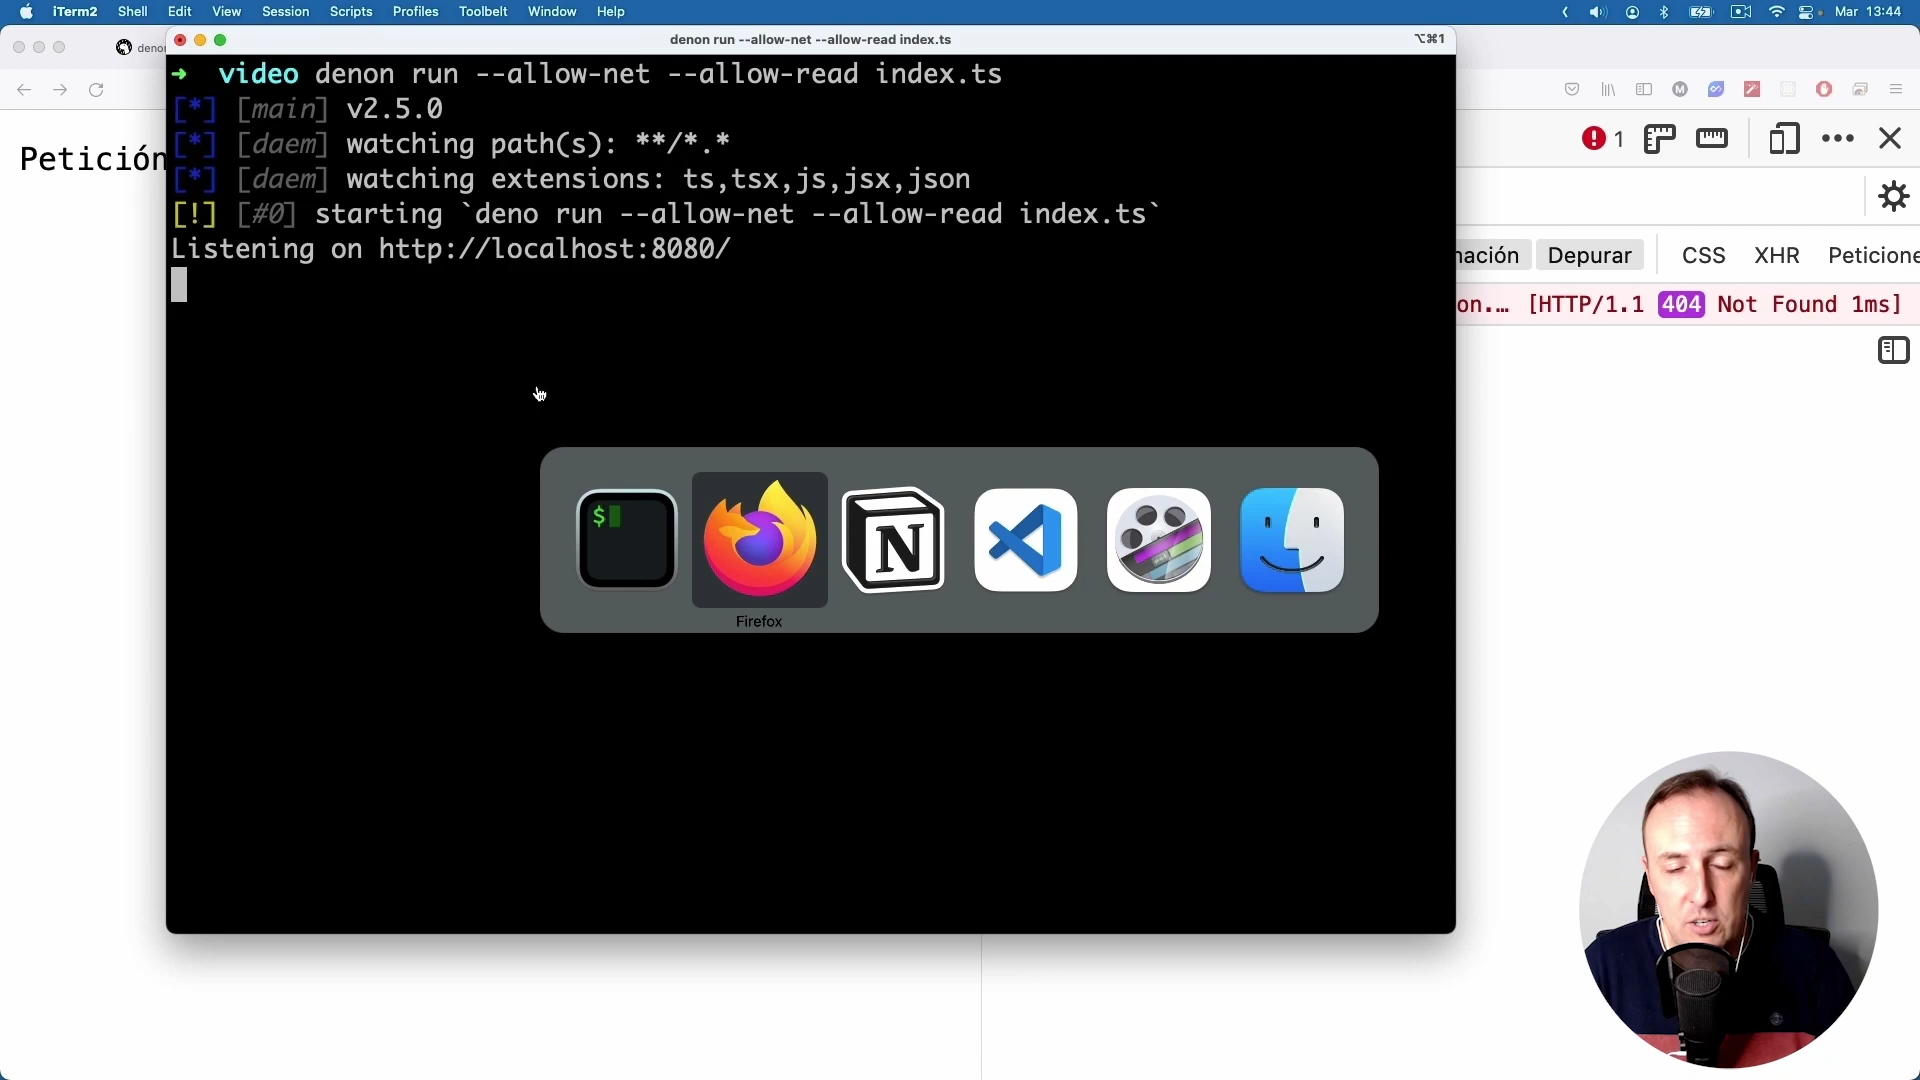 iTerm2 Shell Edit View Session Scripts Profiles Toolbelt Window Help Mar 13:44
denon run --allow-net --allow-read index.ts ⌥⌘1
➜ video denon run --allow-net --allow-read index.ts
[*] [main] v2.5.0
[*] [daem] watching path(s): **/*.*
[*] [daem] watching extensions: ts,tsx,js,jsx,json
[!] [#0] starting `deno run --allow-net --allow-read index.ts`
Listening on http://localhost:8080/
Petición
1
Depurar CSS XHR
on.… [HTTP/1.1 404 Not Found 1ms]
$
N
Firefox